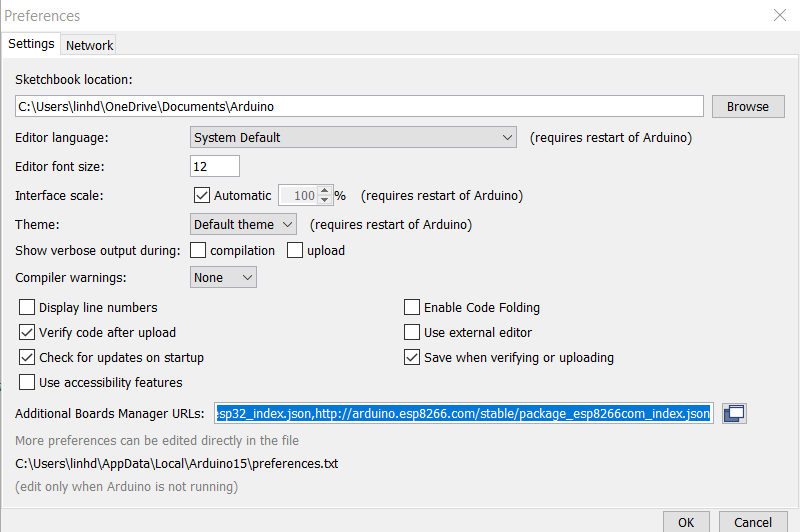 Preferences
Settings Network
Sketchbook location:
C:\Users\linhd\OneDrive\Documents\Arduino Browse
Editor language: System Default (requires restart of Arduino)
Editor font size: 12
Interface scale: Automatic 100 % (requires restart of Arduino)
Theme: Default theme (requires restart of Arduino)
Show verbose output during: compilation upload
Compiler warnings: None
Display line numbers Enable Code Folding
Verify code after upload Use external editor
Check for updates on startup Save when verifying or uploading
Use accessibility features
Additional Boards Manager URLs: esp32_index.json,http://arduino.esp8266.com/stable/package_esp8266com_index.json
More preferences can be edited directly in the file
C:\Users\linhd\AppData\Local\Arduino15\preferences.txt
(edit only when Arduino is not running)
OK Cancel